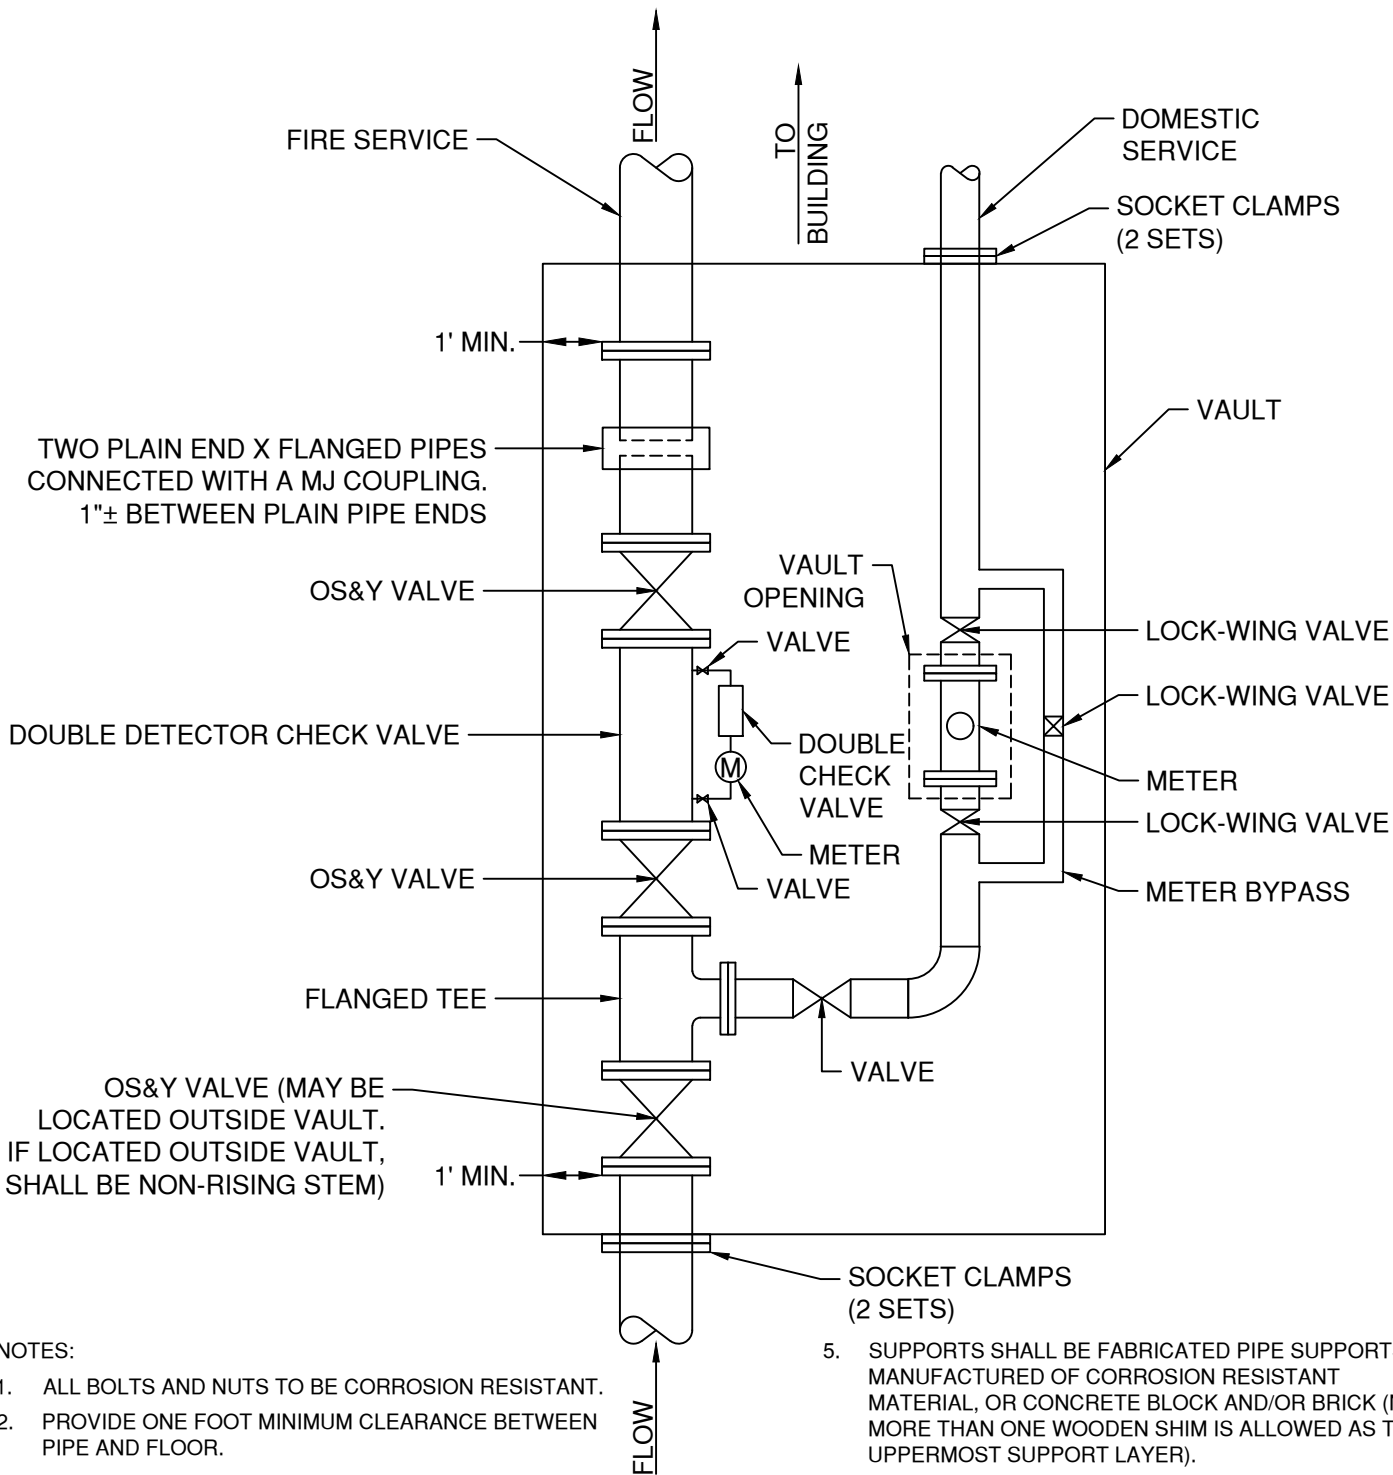 FLOW
TO
BUILDING
FIRE SERVICE
DOMESTIC
SERVICE
SOCKET CLAMPS
(2 SETS)
1' MIN.
VAULT
TWO PLAIN END X FLANGED PIPES
CONNECTED WITH A MJ COUPLING.
1"± BETWEEN PLAIN PIPE ENDS
OS&Y VALVE
VAULT
OPENING
VALVE
LOCK-WING VALVE
LOCK-WING VALVE
DOUBLE DETECTOR CHECK VALVE
DOUBLE
CHECK
VALVE
M
METER
LOCK-WING VALVE
METER
OS&Y VALVE
VALVE
METER BYPASS
FLANGED TEE
VALVE
OS&Y VALVE (MAY BE
LOCATED OUTSIDE VAULT.
IF LOCATED OUTSIDE VAULT,
SHALL BE NON-RISING STEM)
1' MIN.
SOCKET CLAMPS
(2 SETS)
FLOW
NOTES:
1. ALL BOLTS AND NUTS TO BE CORROSION RESISTANT.
2. PROVIDE ONE FOOT MINIMUM CLEARANCE BETWEEN
PIPE AND FLOOR.
5. SUPPORTS SHALL BE FABRICATED PIPE SUPPORT
MANUFACTURED OF CORROSION RESISTANT
MATERIAL, OR CONCRETE BLOCK AND/OR BRICK
MORE THAN ONE WOODEN SHIM IS ALLOWED AS
UPPERMOST SUPPORT LAYER).